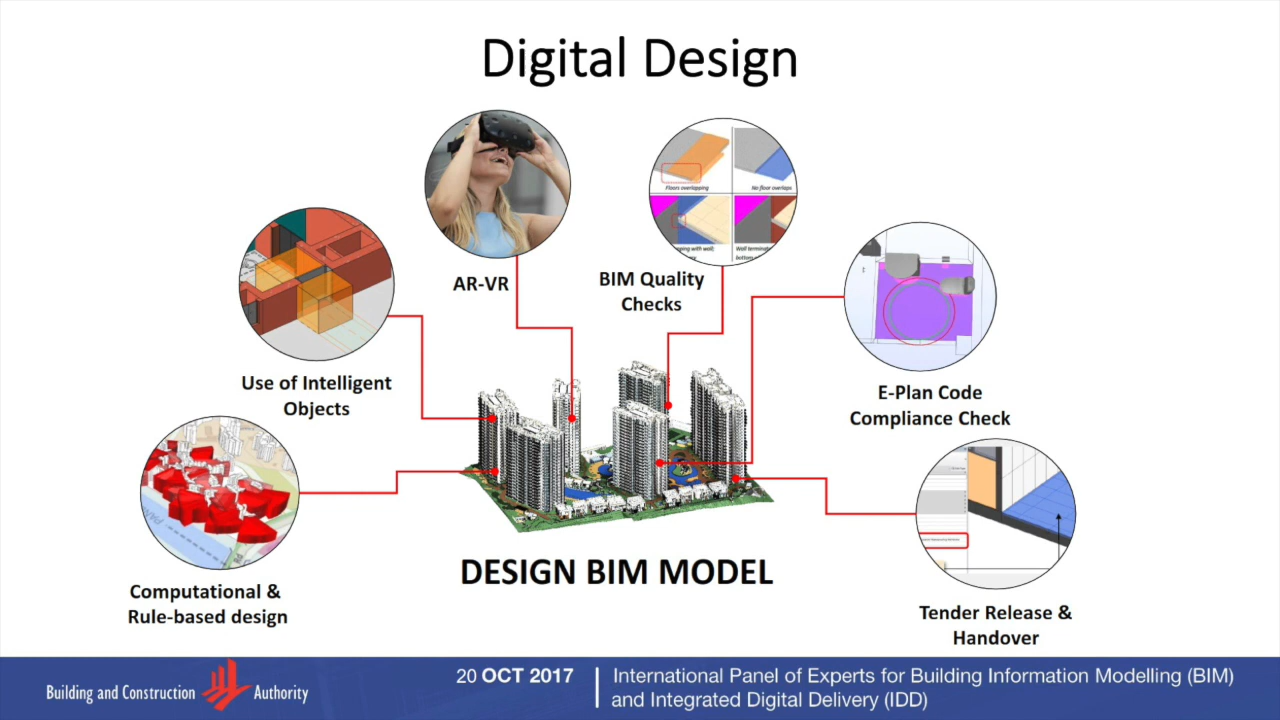 Digital Design
AR-VR
BIM Quality
Checks
Floors overlapping
No floor overlaps
Use of Intelligent
Objects
E-Plan Code
Compliance Check
Computational &
Rule-based design
DESIGN BIM MODEL
Tender Release &
Handover
Building and Construction Authority
20 OCT 2017
International Panel of Experts for Building Information Modelling (BIM)
and Integrated Digital Delivery (IDD)